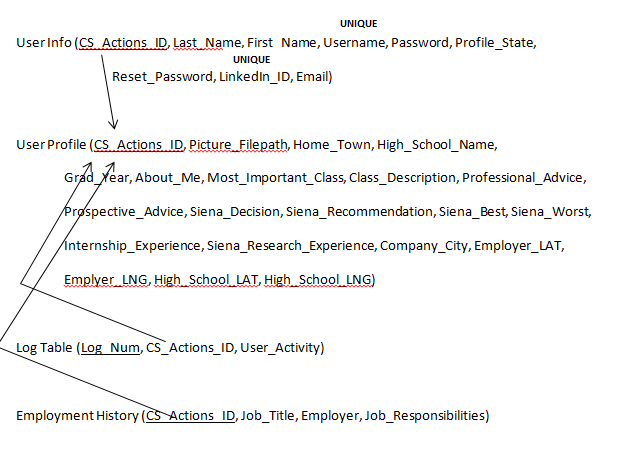 UNIQUE
User Info (CS_Actions_ID, Last_Name, First_Name, Username, Password, Profile_State,
UNIQUE
Reset_Password, LinkedIn_ID, Email)
User Profile (CS_Actions_ID, Picture_Filepath, Home_Town, High_School_Name,
Grad_Year, About_Me, Most_Important_Class, Class_Description, Professional_Advice,
Prospective_Advice, Siena_Decision, Siena_Recommendation, Siena_Best, Siena_Worst,
Internship_Experience, Siena_Research_Experience, Company_City, Employer_LAT,
Emplyer_LNG, High_School_LAT, High_School_LNG)
Log Table (Log_Num, CS_Actions_ID, User_Activity)
Employment History (CS_Actions_ID, Job_Title, Employer, Job_Responsibilities)